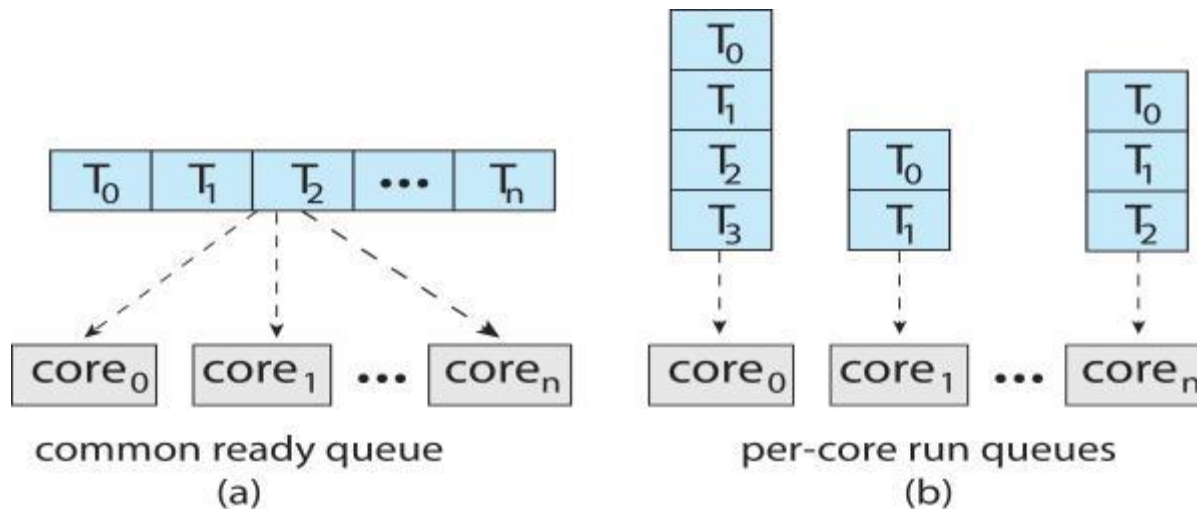 T0 T1 T2 ... Tn
core0 core1 ... coren
common ready queue
(a)
T0
T1
T2
T3
T0
T1
T0
T1
T2
core0 core1 ... coren
per-core run queues
(b)